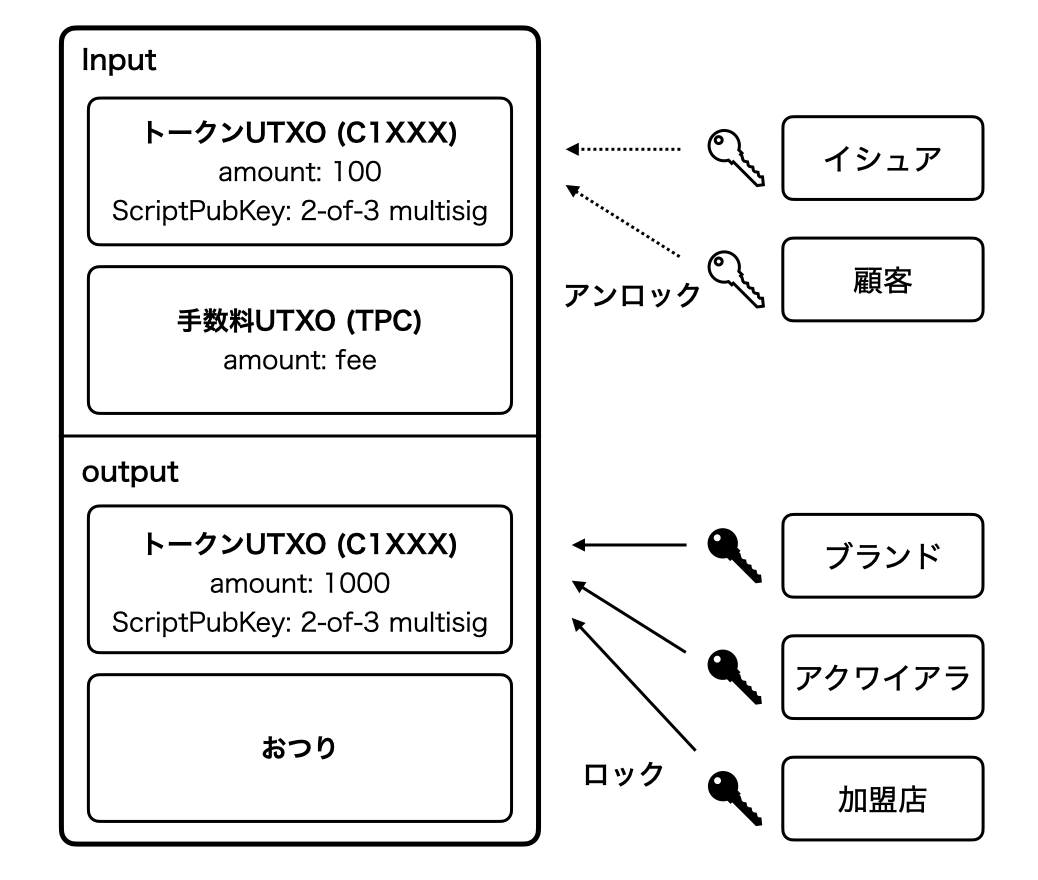 Input
トークンUTXO (C1XXX)
amount: 100
ScriptPubKey: 2-of-3 multisig
手数料UTXO (TPC)
amount: fee
イシュア
顧客
アンロック
output
トークンUTXO (C1XXX)
amount: 1000
ScriptPubKey: 2-of-3 multisig
おつり
ブランド
アクワイアラ
加盟店
ロック